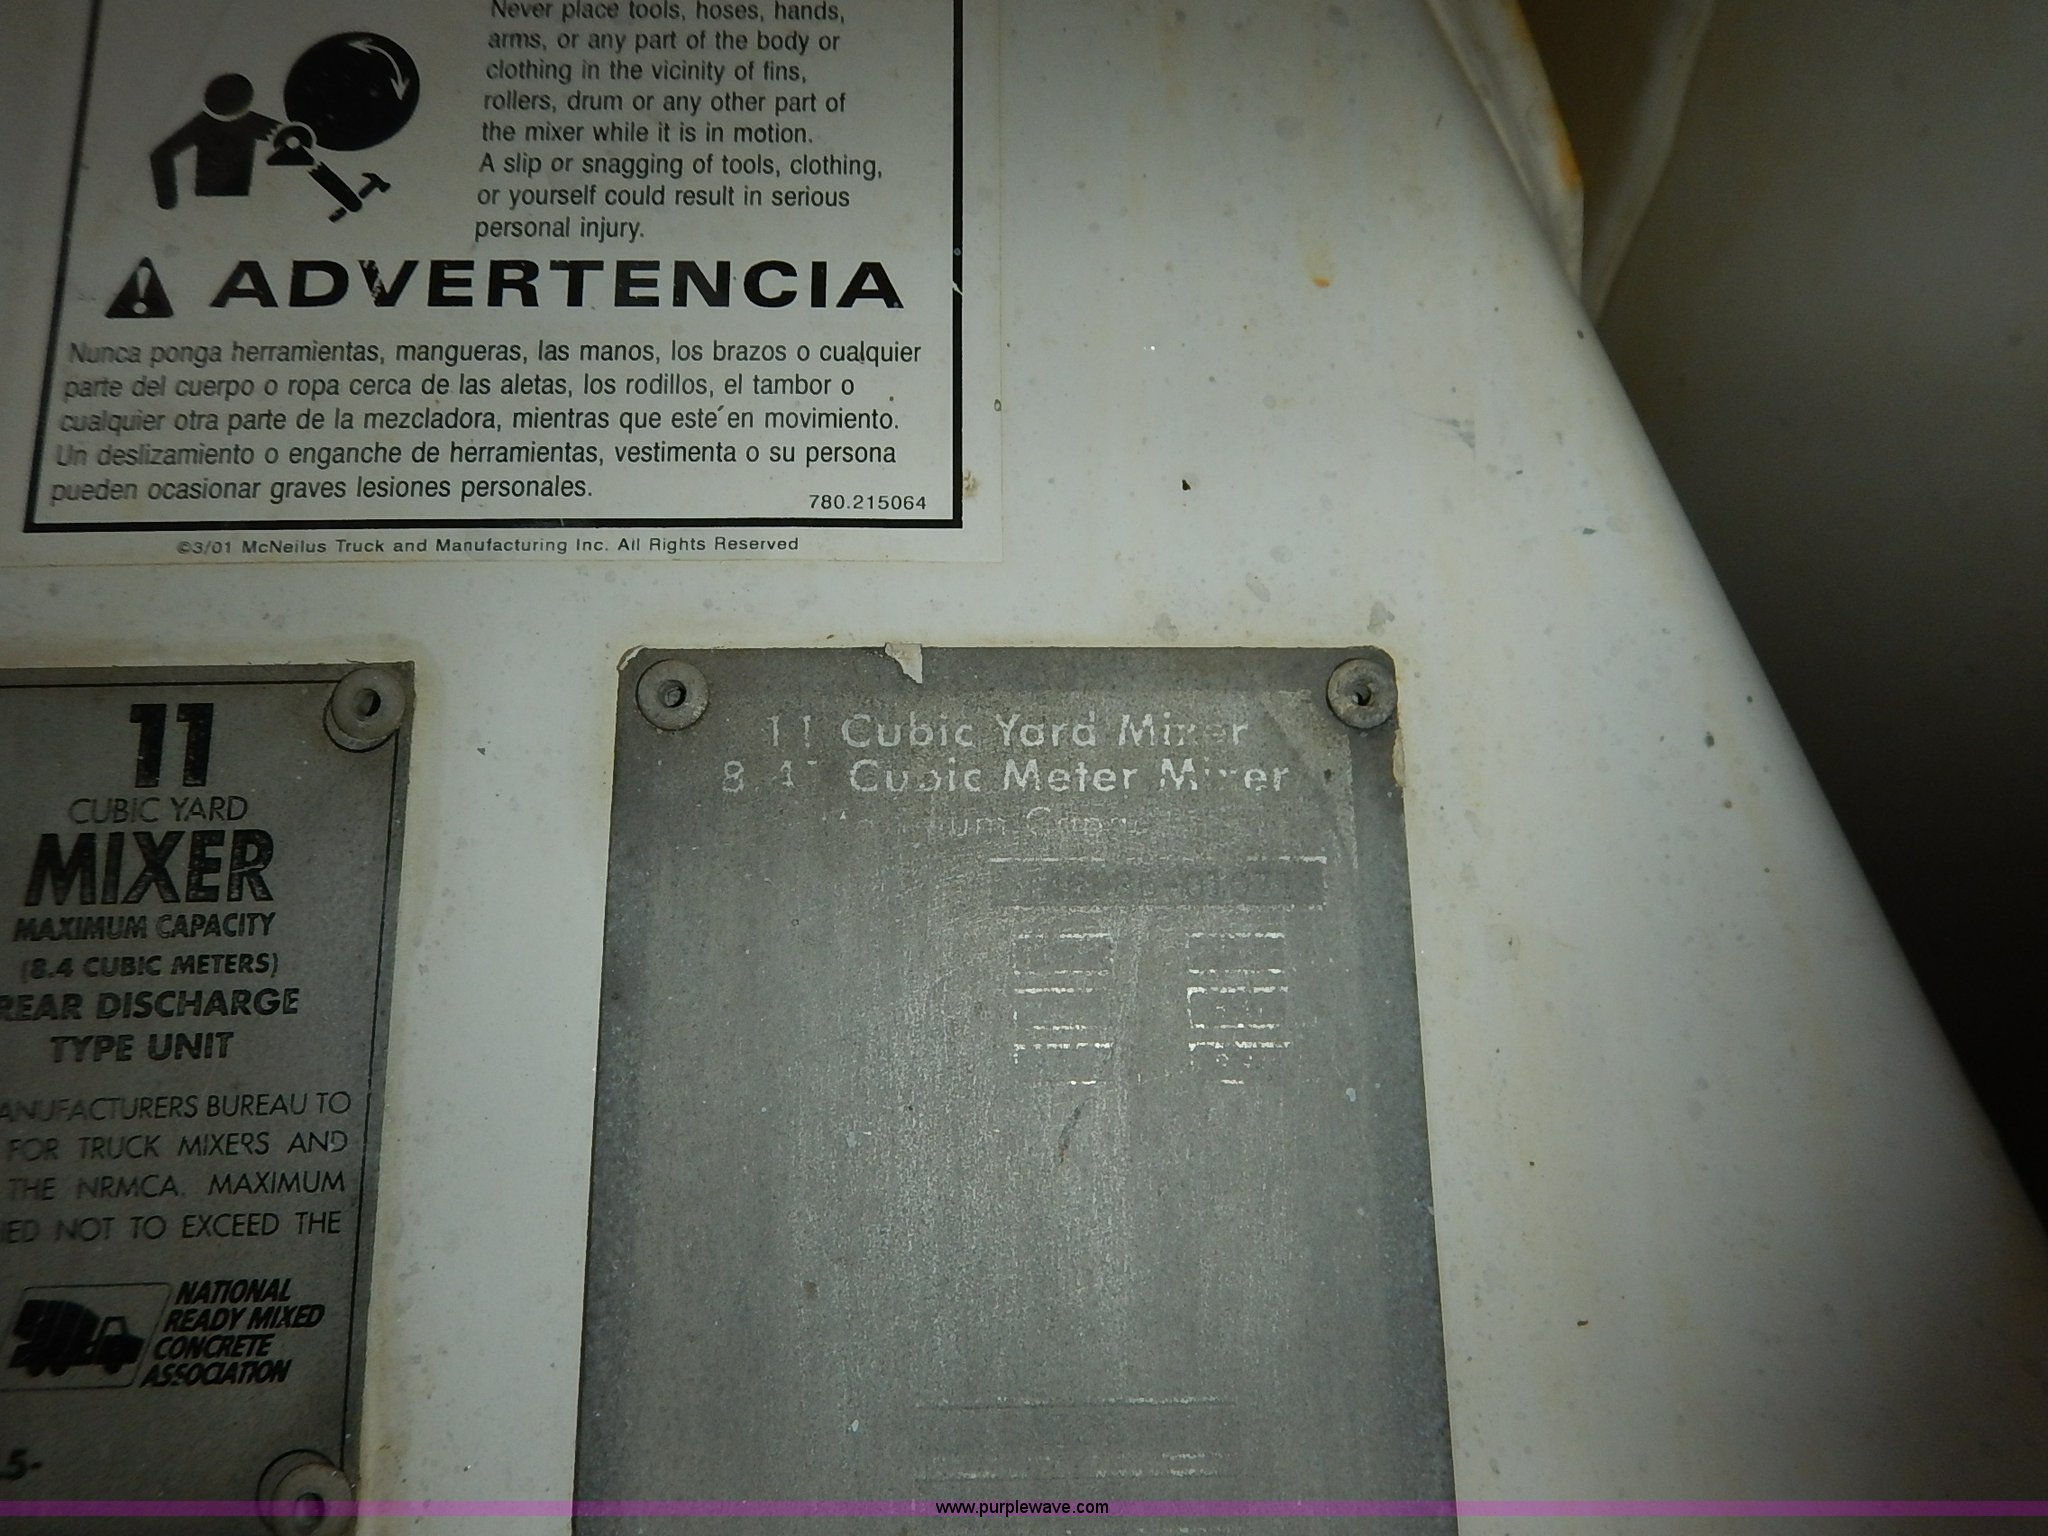 Never place tools, hoses, hands,
arms, or any part of the body or
clothing in the vicinity of fins,
rollers, drum or any other part of
the mixer while it is in motion.
A slip or snagging of tools, clothing,
or yourself could result in serious
personal injury.
ADVERTENCIA
Nunca ponga herramientas, mangueras, las manos, los brazos o cualquier
parte del cuerpo o ropa cerca de las aletas, los rodillos, el tambor o
cualquier otra parte de la mezcladora, mientras que este´en movimiento.
Un deslizamiento o enganche de herramientas, vestimenta o su persona
pueden ocasionar graves lesiones personales.
780.215064
©3/01 McNeilus Truck and Manufacturing Inc. All Rights Reserved
11
CUBIC YARD
MIXER
MAXIMUM CAPACITY
(8.4 CUBIC METERS)
REAR DISCHARGE
TYPE UNIT
ANUFACTURERS BUREAU TO
FOR TRUCK MIXERS AND
THE NRMCA. MAXIMUM
IED NOT TO EXCEED THE
NATIONAL
READY MIXED
CONCRETE
ASSOCIATION
5-
11 Cubic Yard Mixer
Cubic Meter Mixer
www.purplewave.com